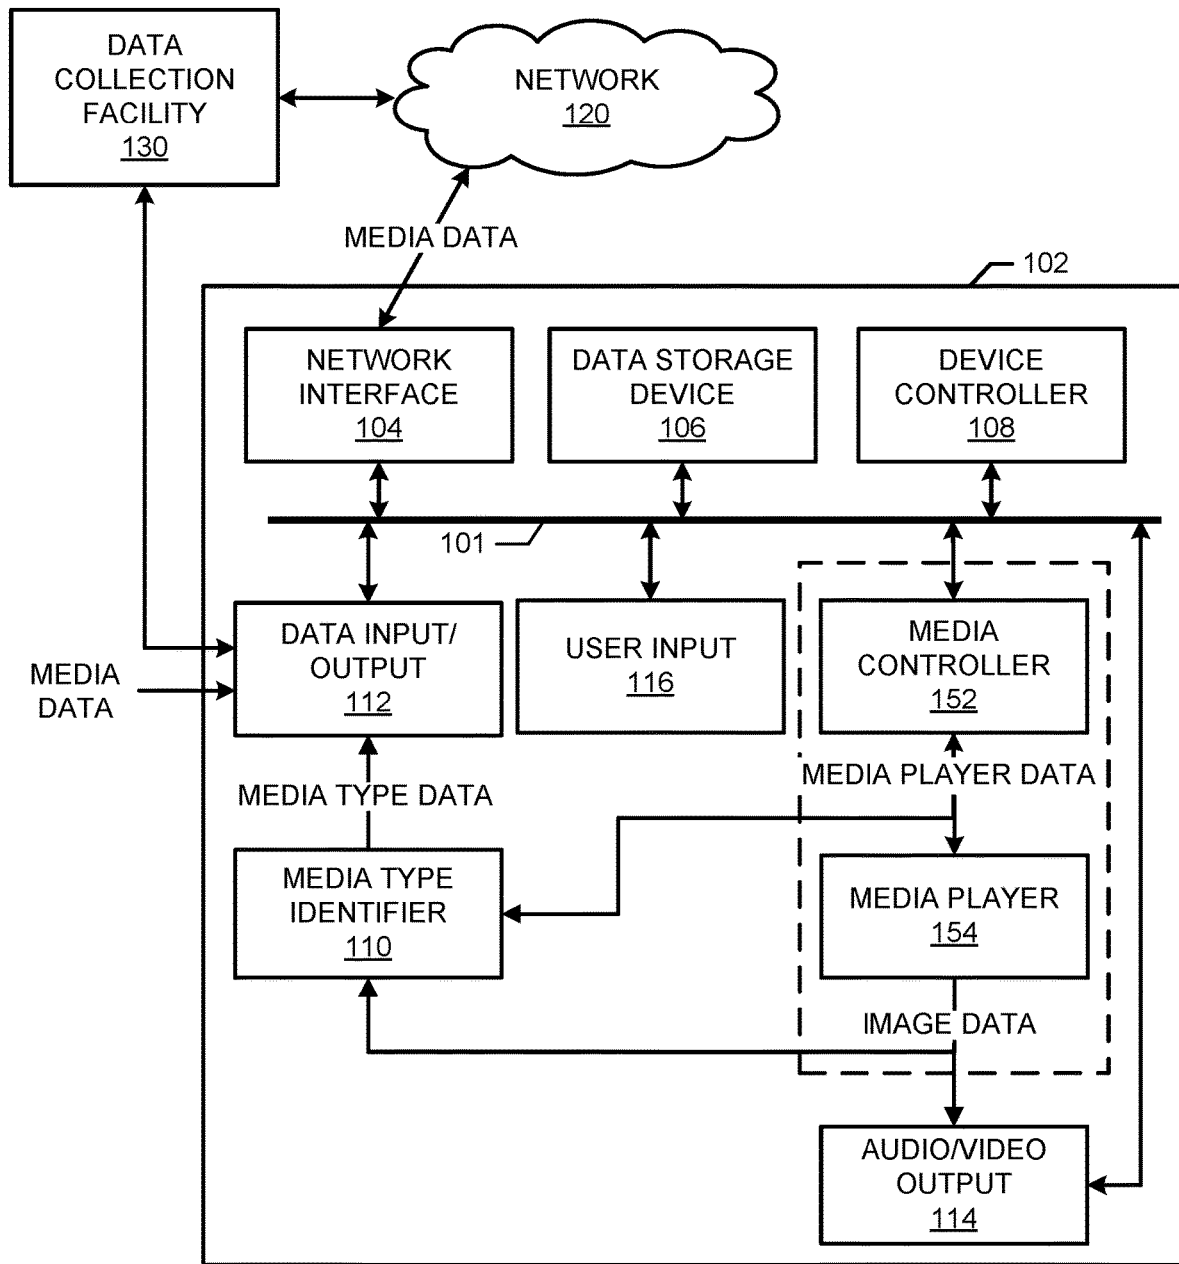 DATA
COLLECTION
FACILITY
130
NETWORK
120
MEDIA DATA
102
NETWORK
INTERFACE
104
DATA STORAGE
DEVICE
106
DEVICE
CONTROLLER
108
101
DATA INPUT/
OUTPUT
112
USER INPUT
116
MEDIA
CONTROLLER
152
MEDIA
DATA
MEDIA TYPE DATA
MEDIA PLAYER DATA
MEDIA TYPE
IDENTIFIER
110
MEDIA PLAYER
154
IMAGE DATA
AUDIO/VIDEO
OUTPUT
114